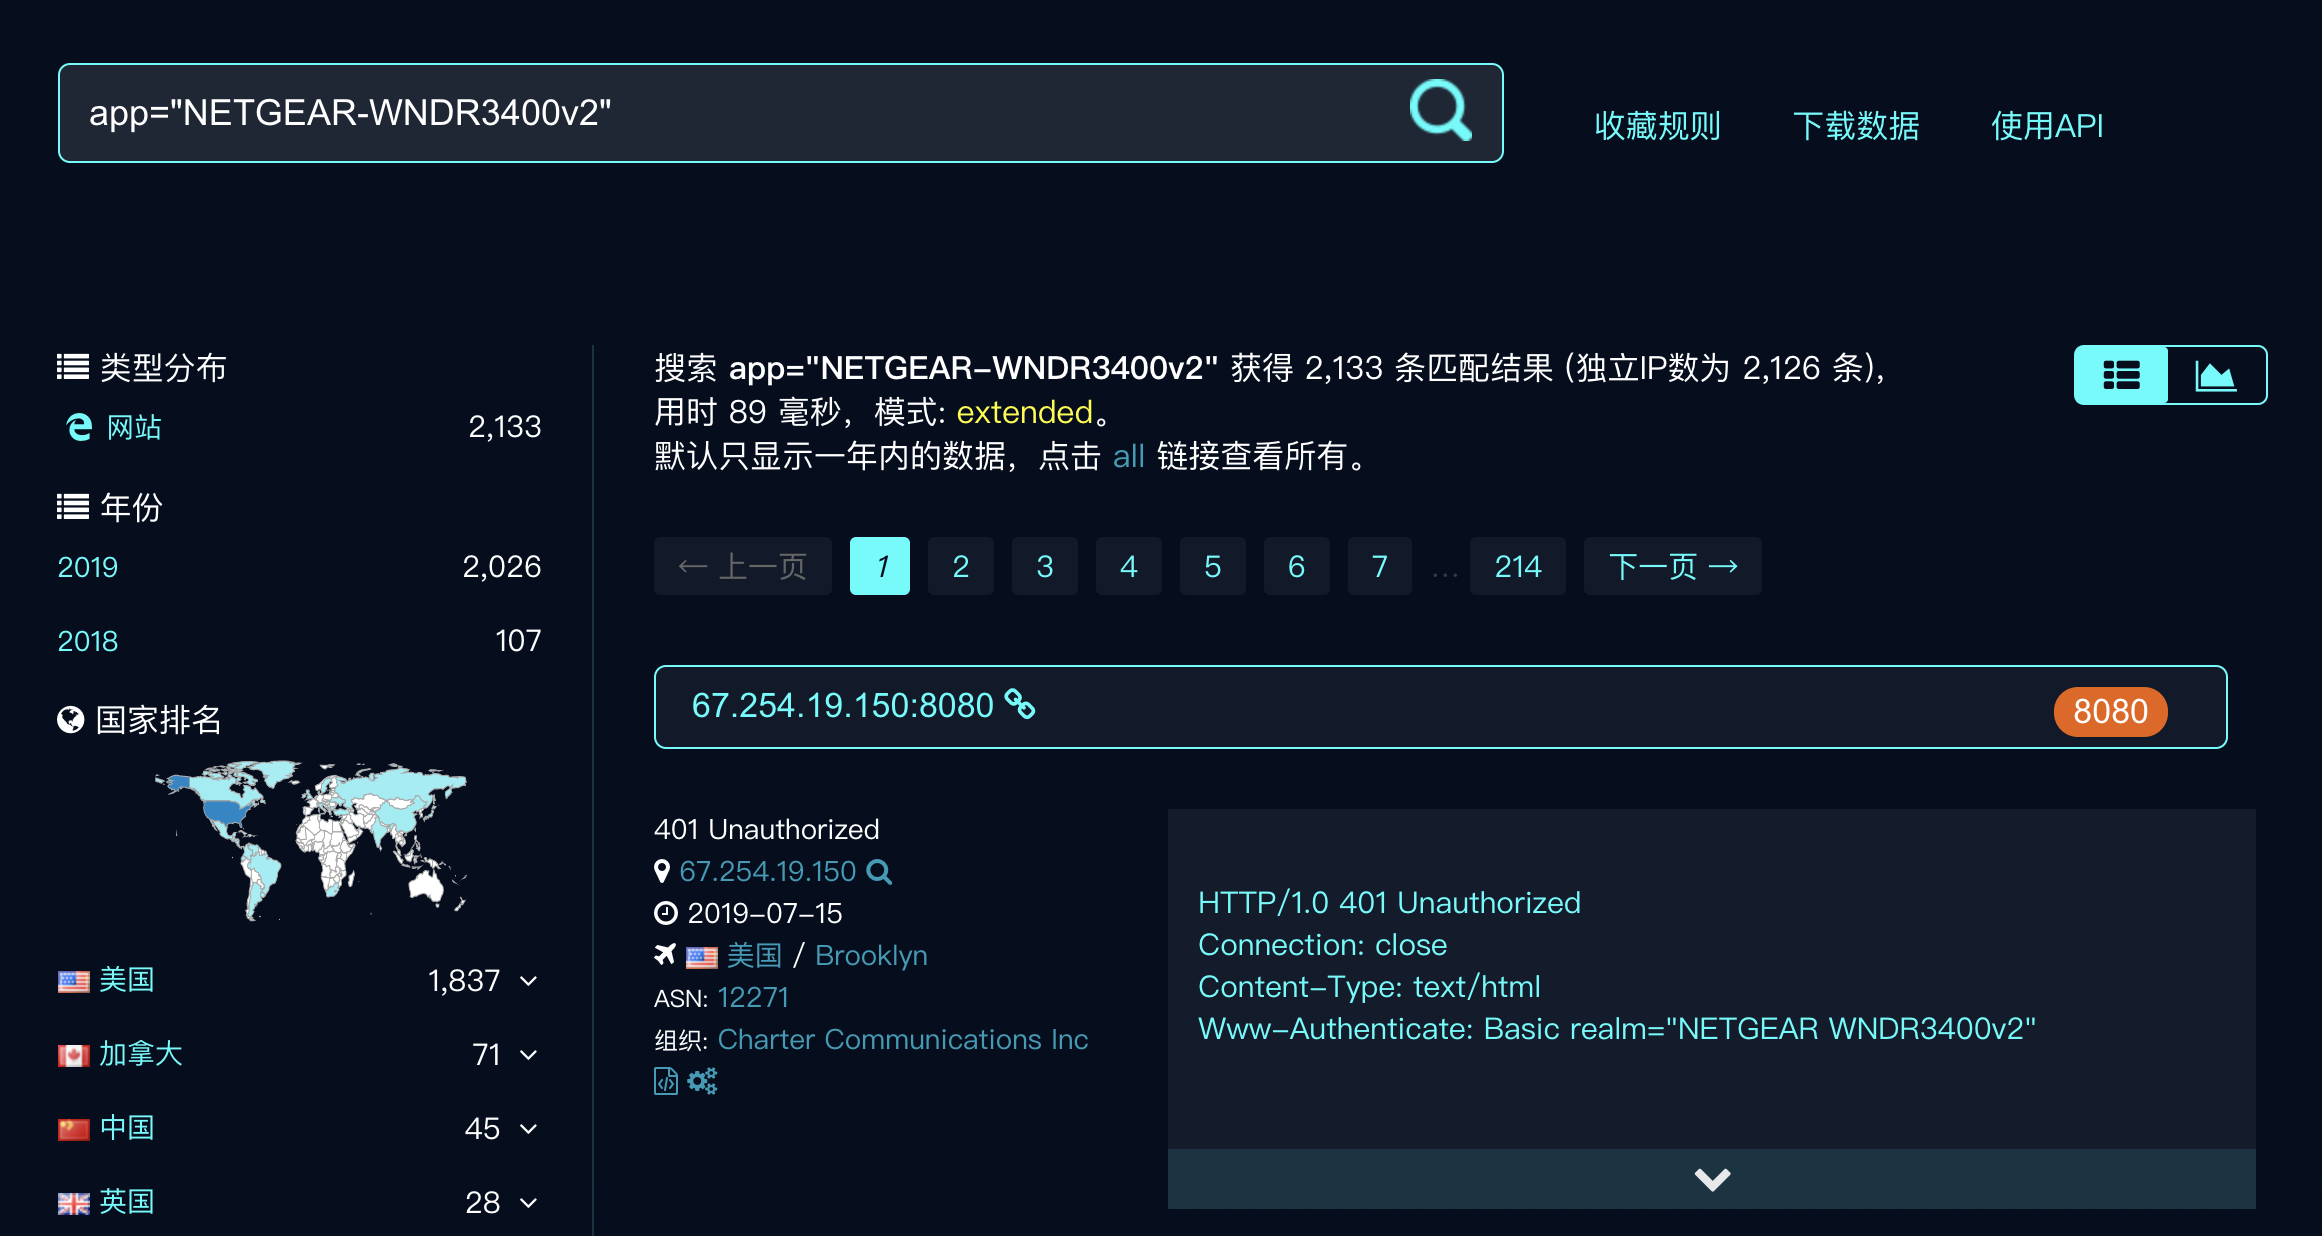 app="NETGEAR-WNDR3400v2"
收藏规则
下载数据
使用API
类型分布
网站 2,133
年份
2019 2,026
2018 107
国家排名
美国 1,837
加拿大 71
中国 45
英国 28
搜索 app="NETGEAR-WNDR3400v2" 获得 2,133 条匹配结果 (独立IP数为 2,126 条),
用时 89 毫秒，模式: extended。
默认只显示一年内的数据，点击 all 链接查看所有。
← 上一页 1 2 3 4 5 6 7 ... 214 下一页 →
67.254.19.150:8080 8080
401 Unauthorized
67.254.19.150
2019-07-15
美国 / Brooklyn
ASN: 12271
组织: Charter Communications Inc
HTTP/1.0 401 Unauthorized
Connection: close
Content-Type: text/html
Www-Authenticate: Basic realm="NETGEAR WNDR3400v2"